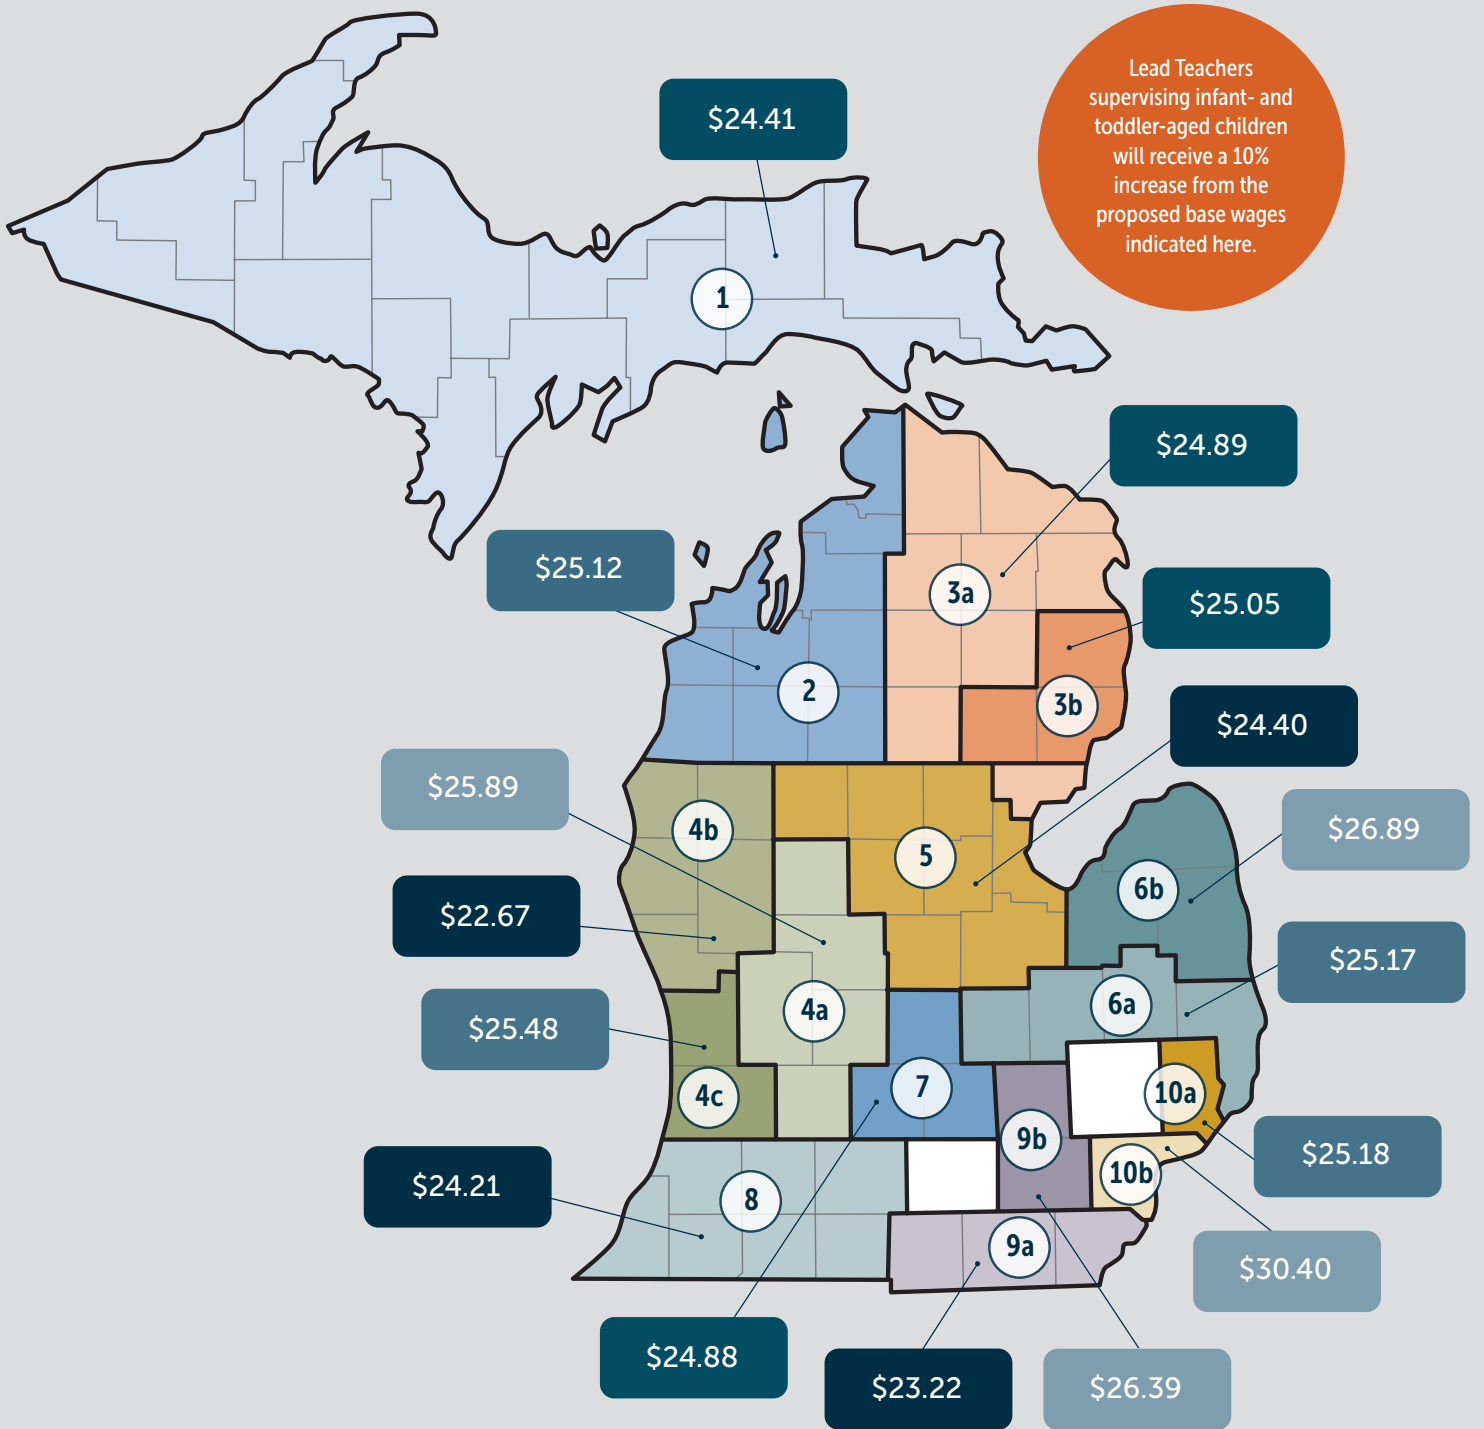 Lead Teachers
supervising infant- and
toddler-aged children
will receive a 10%
increase from the
proposed base wages
indicated here.
$24.41
1
$24.89
$25.12
3a
$25.05
2
3b
$24.40
$25.89
4b
5
$26.89
6b
$22.67
$25.17
4a
6a
$25.48
4c
7
10a
9b
$25.18
10b
$24.21
8
9a
$30.40
$24.88
$23.22
$26.39